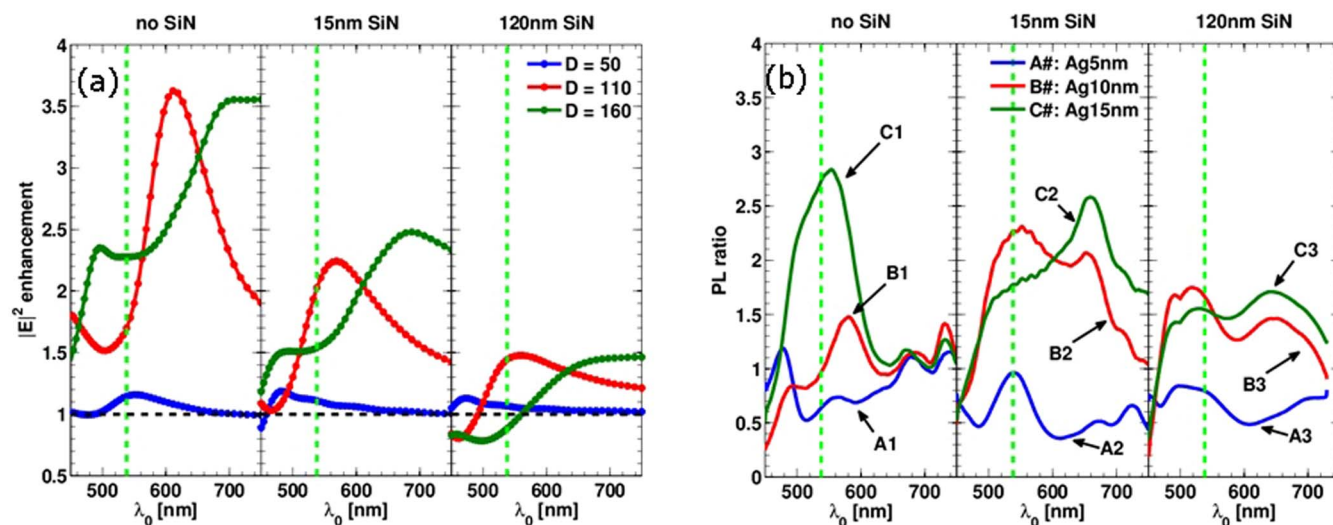 no SiN 15nm SiN 120nm SiN
(a)
|E|² enhancement
4
3.5
3
2.5
2
1.5
1
0.5
D = 50
D = 110
D = 160
500 600 700 500 600 700 500 600 700
λ₀ [nm] λ₀ [nm] λ₀ [nm]
no SiN 15nm SiN 120nm SiN
(b)
PL ratio
4
3.5
3
2.5
2
1.5
1
0.5
0
A#: Ag5nm
B#: Ag10nm
C#: Ag15nm
C1
B1
A1
C2
B2
A2
C3
B3
A3
500 600 700 500 600 700 500 600 700
λ₀ [nm] λ₀ [nm] λ₀ [nm]